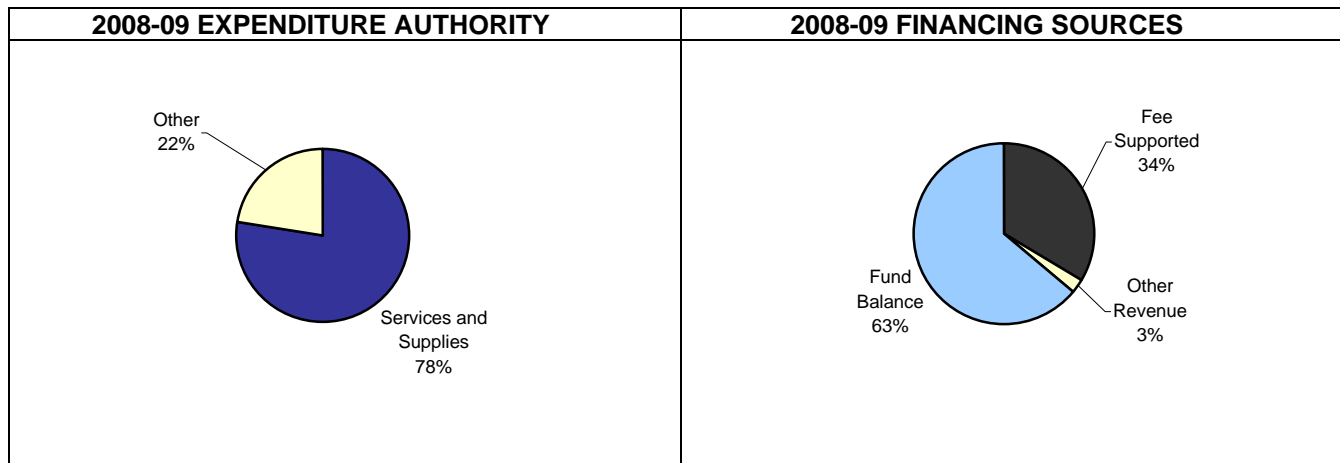 2008-09 EXPENDITURE AUTHORITY
Other
22%
Services and
Supplies
78%
2008-09 FINANCING SOURCES
Fee
Supported
34%
Other
Revenue
3%
Fund
Balance
63%